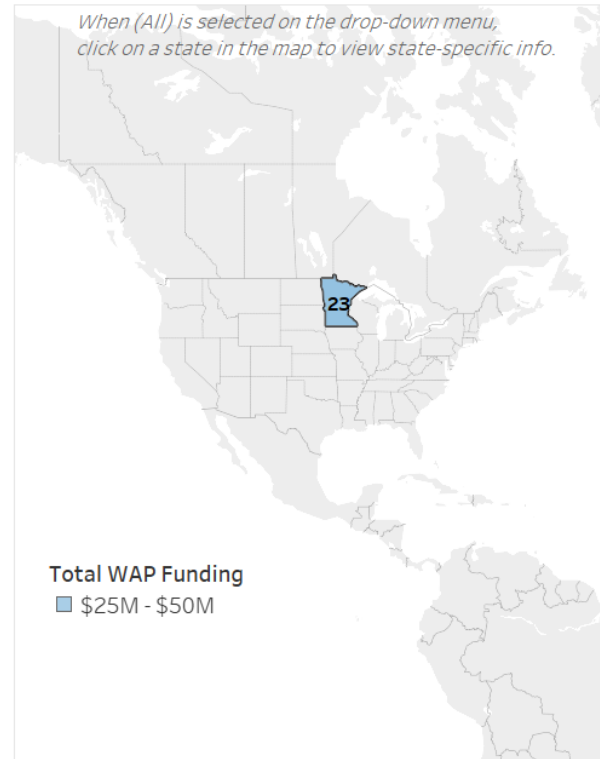 When (All) is selected on the drop-down menu,
click on a state in the map to view state-specific info.
23
Total WAP Funding
$25M - $50M